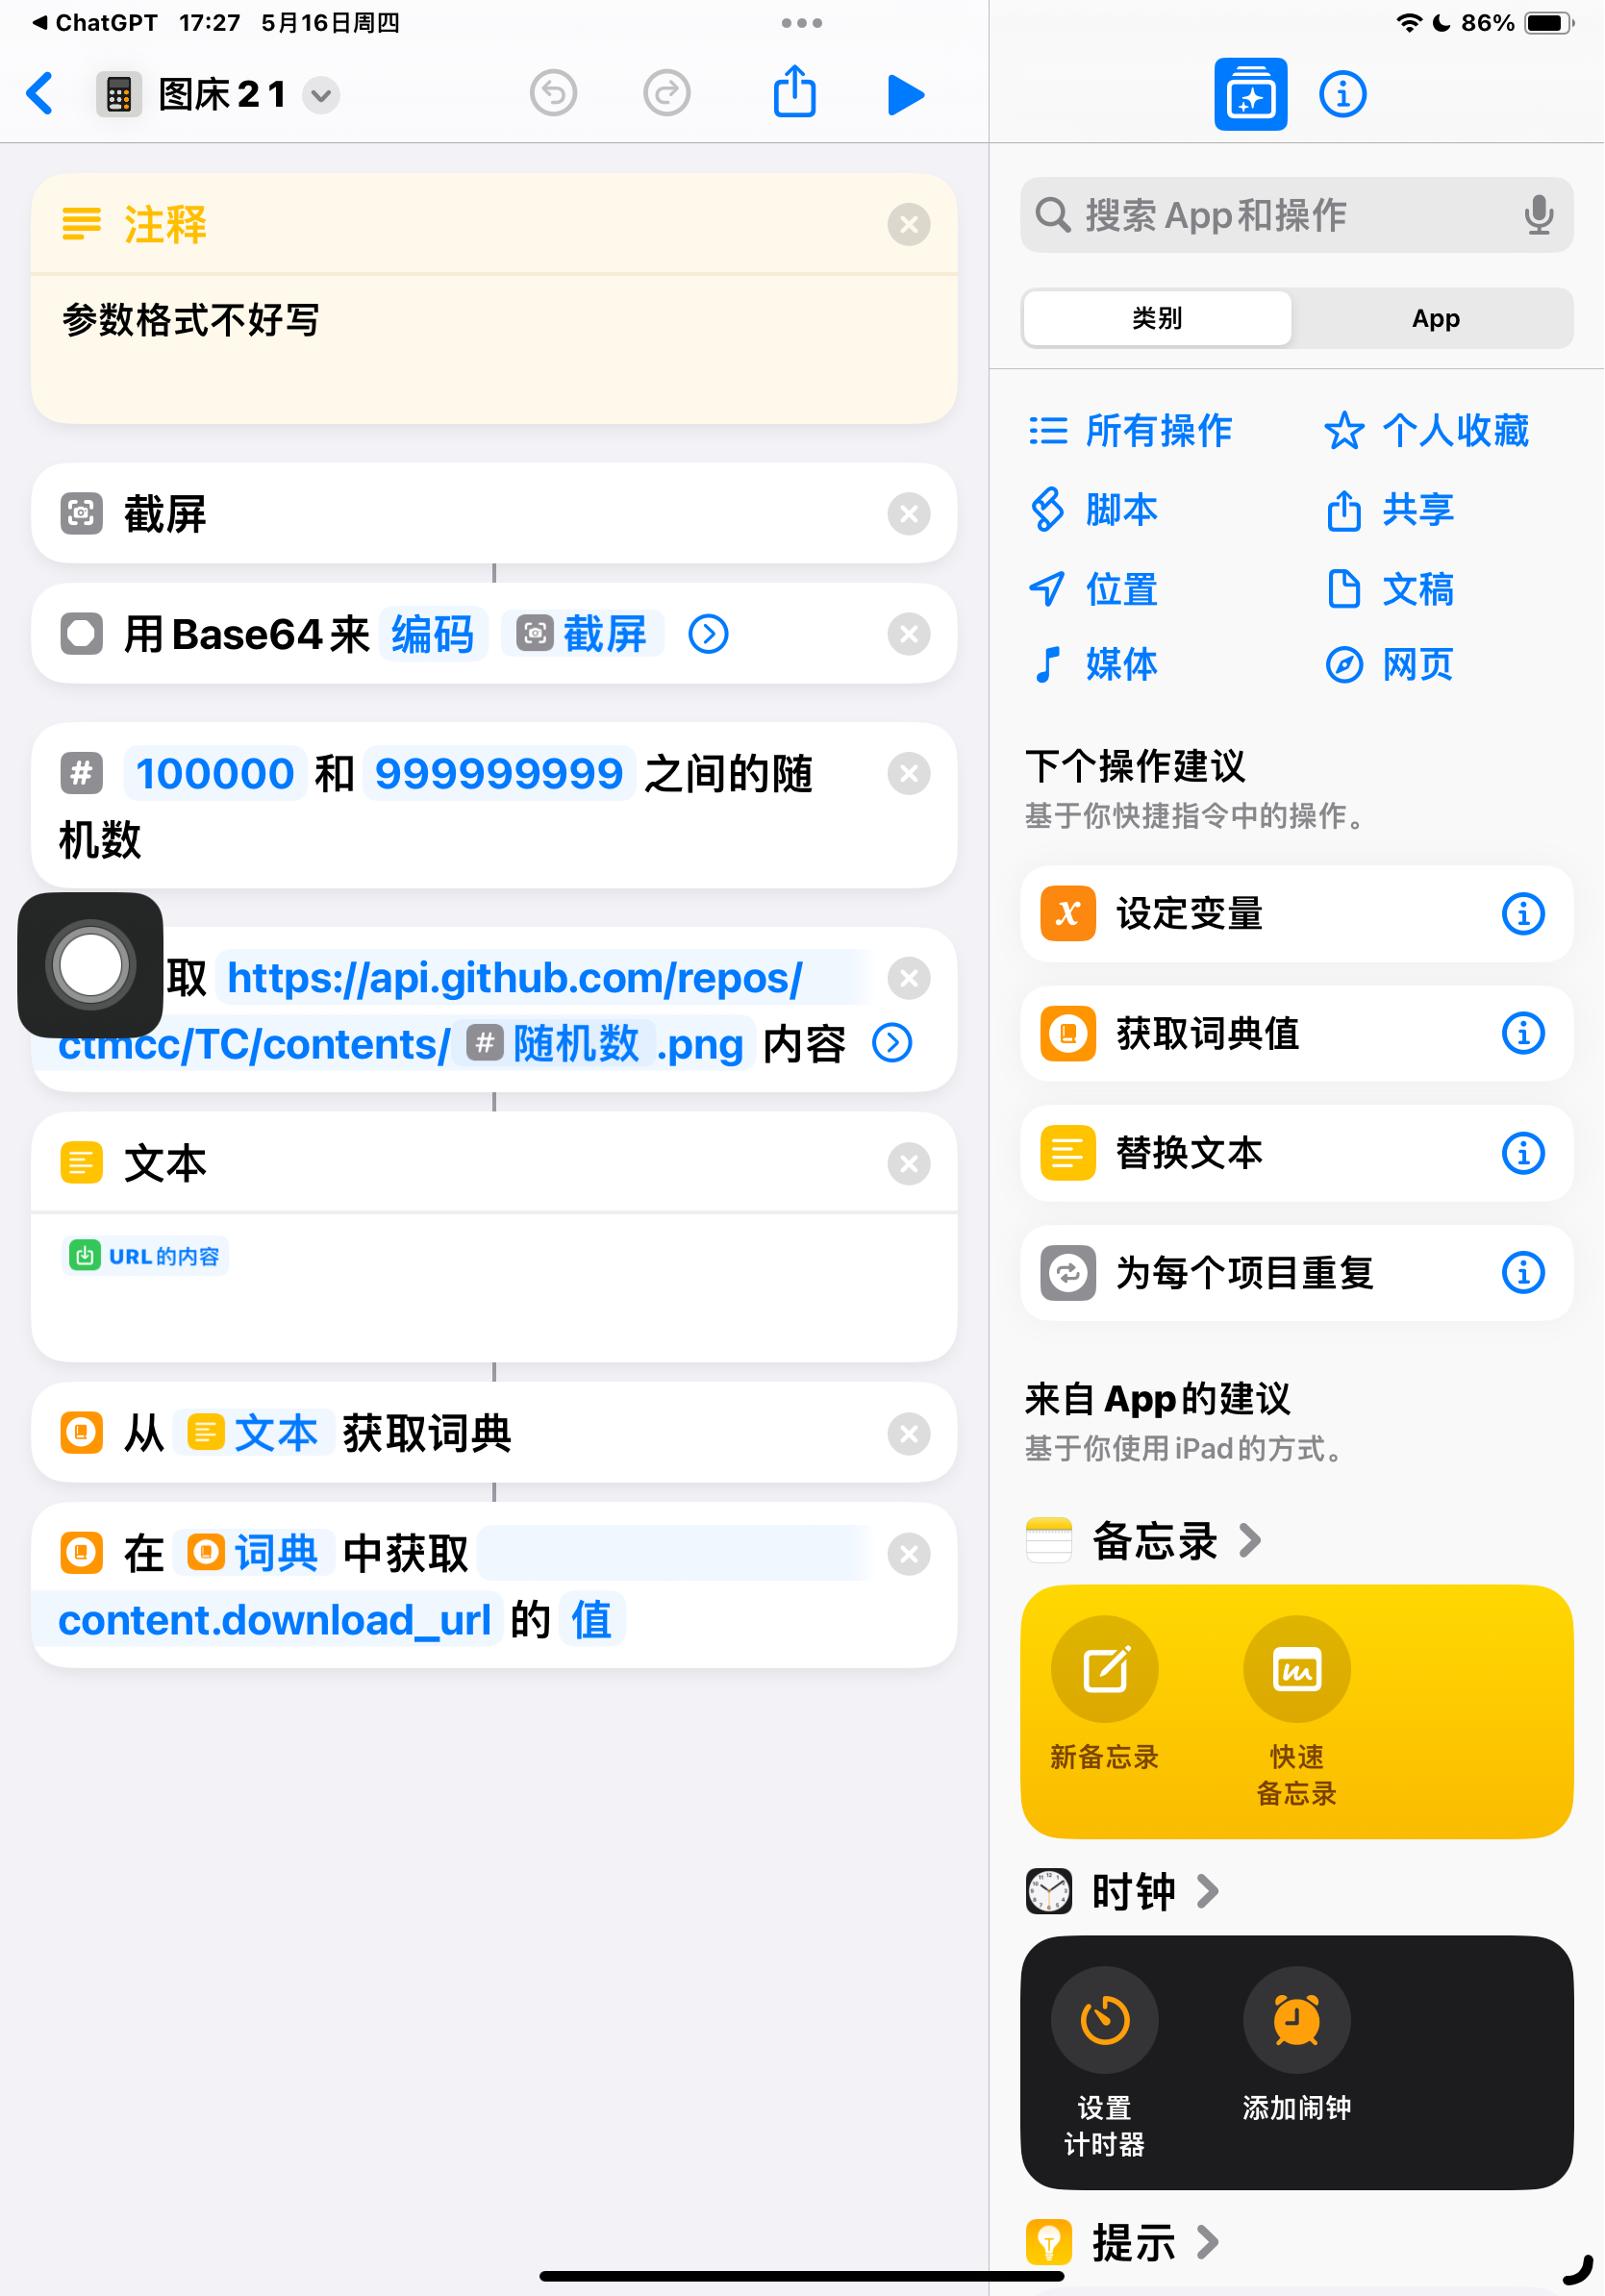 ChatGPT 17:27 5月16日周四
86%
图床 2 1
注释
参数格式不好写
截屏
用 Base64 来 编码 截屏
100000 和 999999999 之间的随
机数
取 https://api.github.com/repos/
ctmcc/TC/contents/ 随机数 .png 内容
文本
URL 的内容
从 文本 获取词典
在 词典 中获取
content.download_url 的 值
搜索 App 和操作
类别 App
所有操作 个人收藏
脚本 共享
位置 文稿
媒体 网页
下个操作建议
基于你快捷指令中的操作。
设定变量
获取词典值
替换文本
为每个项目重复
来自 App 的建议
基于你使用 iPad 的方式。
备忘录
新备忘录 快速
备忘录
时钟
设置 添加闹钟
计时器
提示